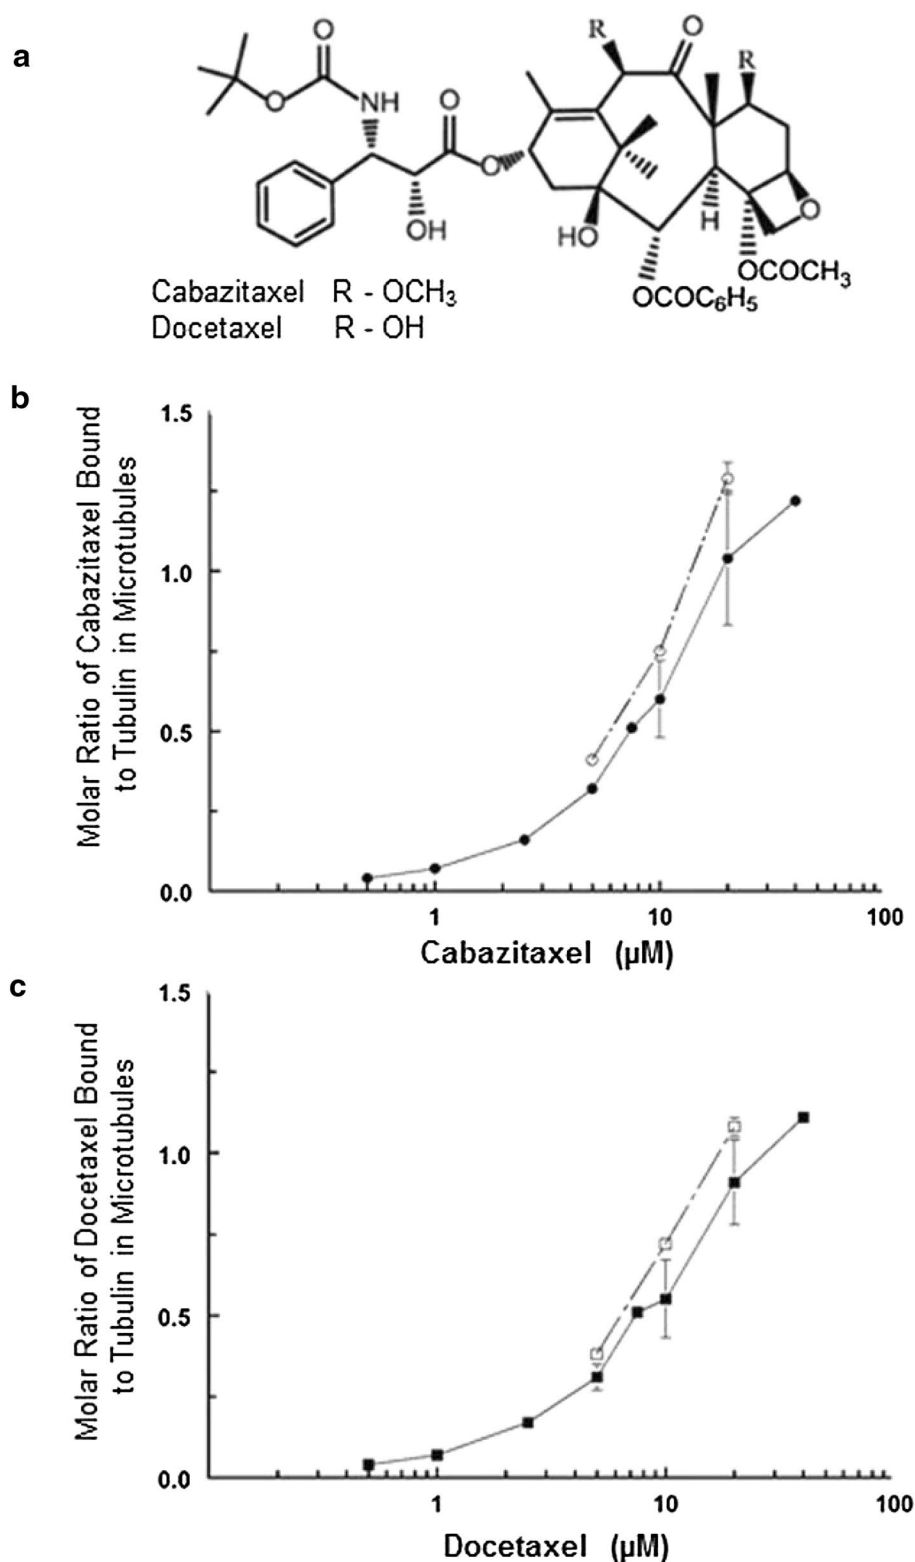 a
R
O
R
O
O
NH
O
O
O
OH
HO
H
O
OCOCH₃
OCOC₆H₅
Cabazitaxel R - OCH₃
Docetaxel R - OH
b
Molar Ratio of Cabazitaxel Bound
to Tubulin in Microtubules
1.5
1.0
0.5
0.0
1
10
100
Cabazitaxel (µM)
c
Molar Ratio of Docetaxel Bound
to Tubulin in Microtubules
1.5
1.0
0.5
0.0
1
10
100
Docetaxel (µM)